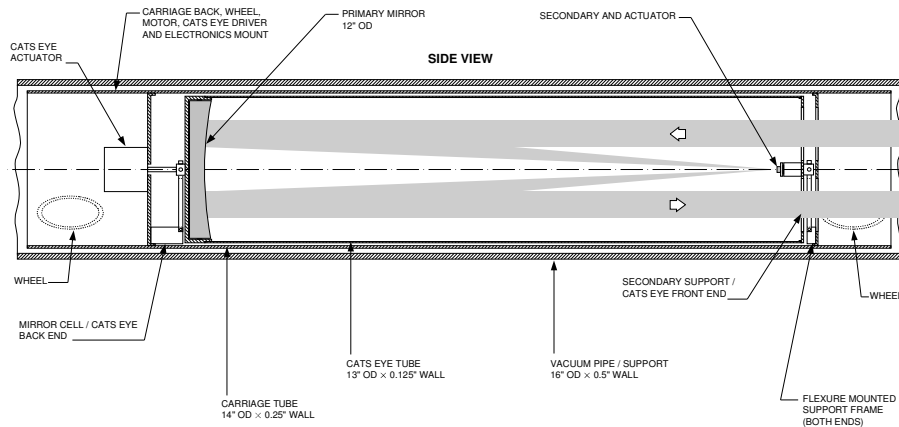 CARRIAGE BACK, WHEEL,
MOTOR, CATS EYE DRIVER
AND ELECTRONICS MOUNT
PRIMARY MIRROR
12" OD
SECONDARY AND ACTUATOR
CATS EYE
ACTUATOR
SIDE VIEW
WHEEL
SECONDARY SUPPORT /
CATS EYE FRONT END
WHEEL
MIRROR CELL / CATS EYE
BACK END
CATS EYE TUBE
13" OD × 0.125" WALL
VACUUM PIPE / SUPPORT
16" OD × 0.5" WALL
CARRIAGE TUBE
14" OD × 0.25" WALL
FLEXURE MOUNTED
SUPPORT FRAME
(BOTH ENDS)